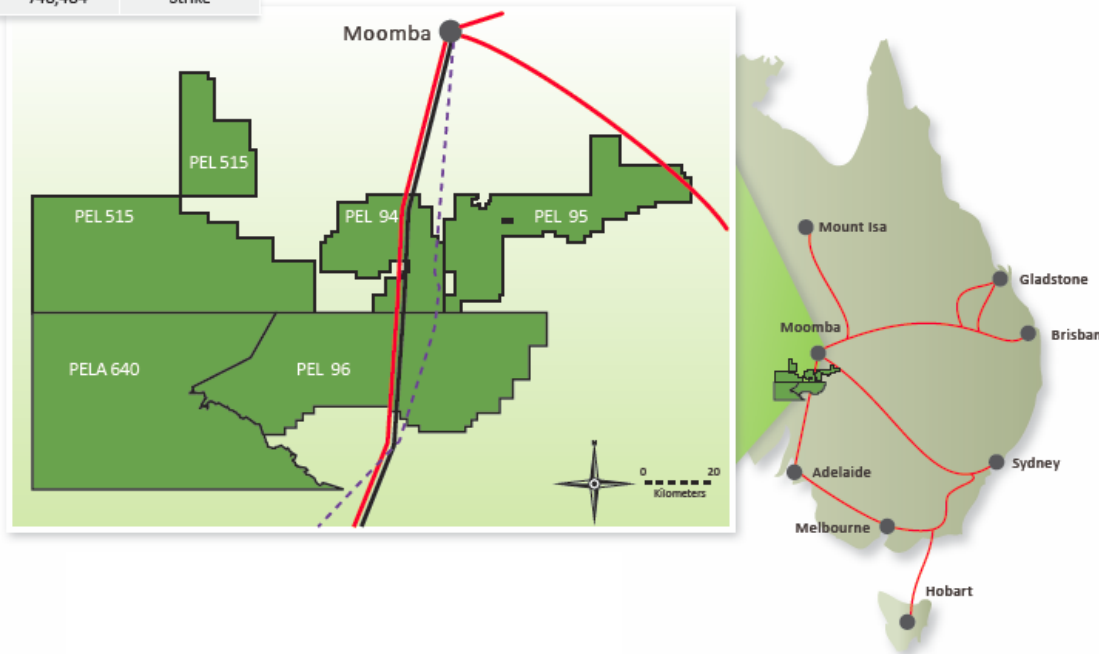 Strike
Moomba
PEL 515
PEL 515
PEL 94
PEL 95
PELA 640
PEL 96
N
0 20
Kilometers
Mount Isa
Gladstone
Moomba
Brisban
Adelaide
Sydney
Melbourne
Hobart